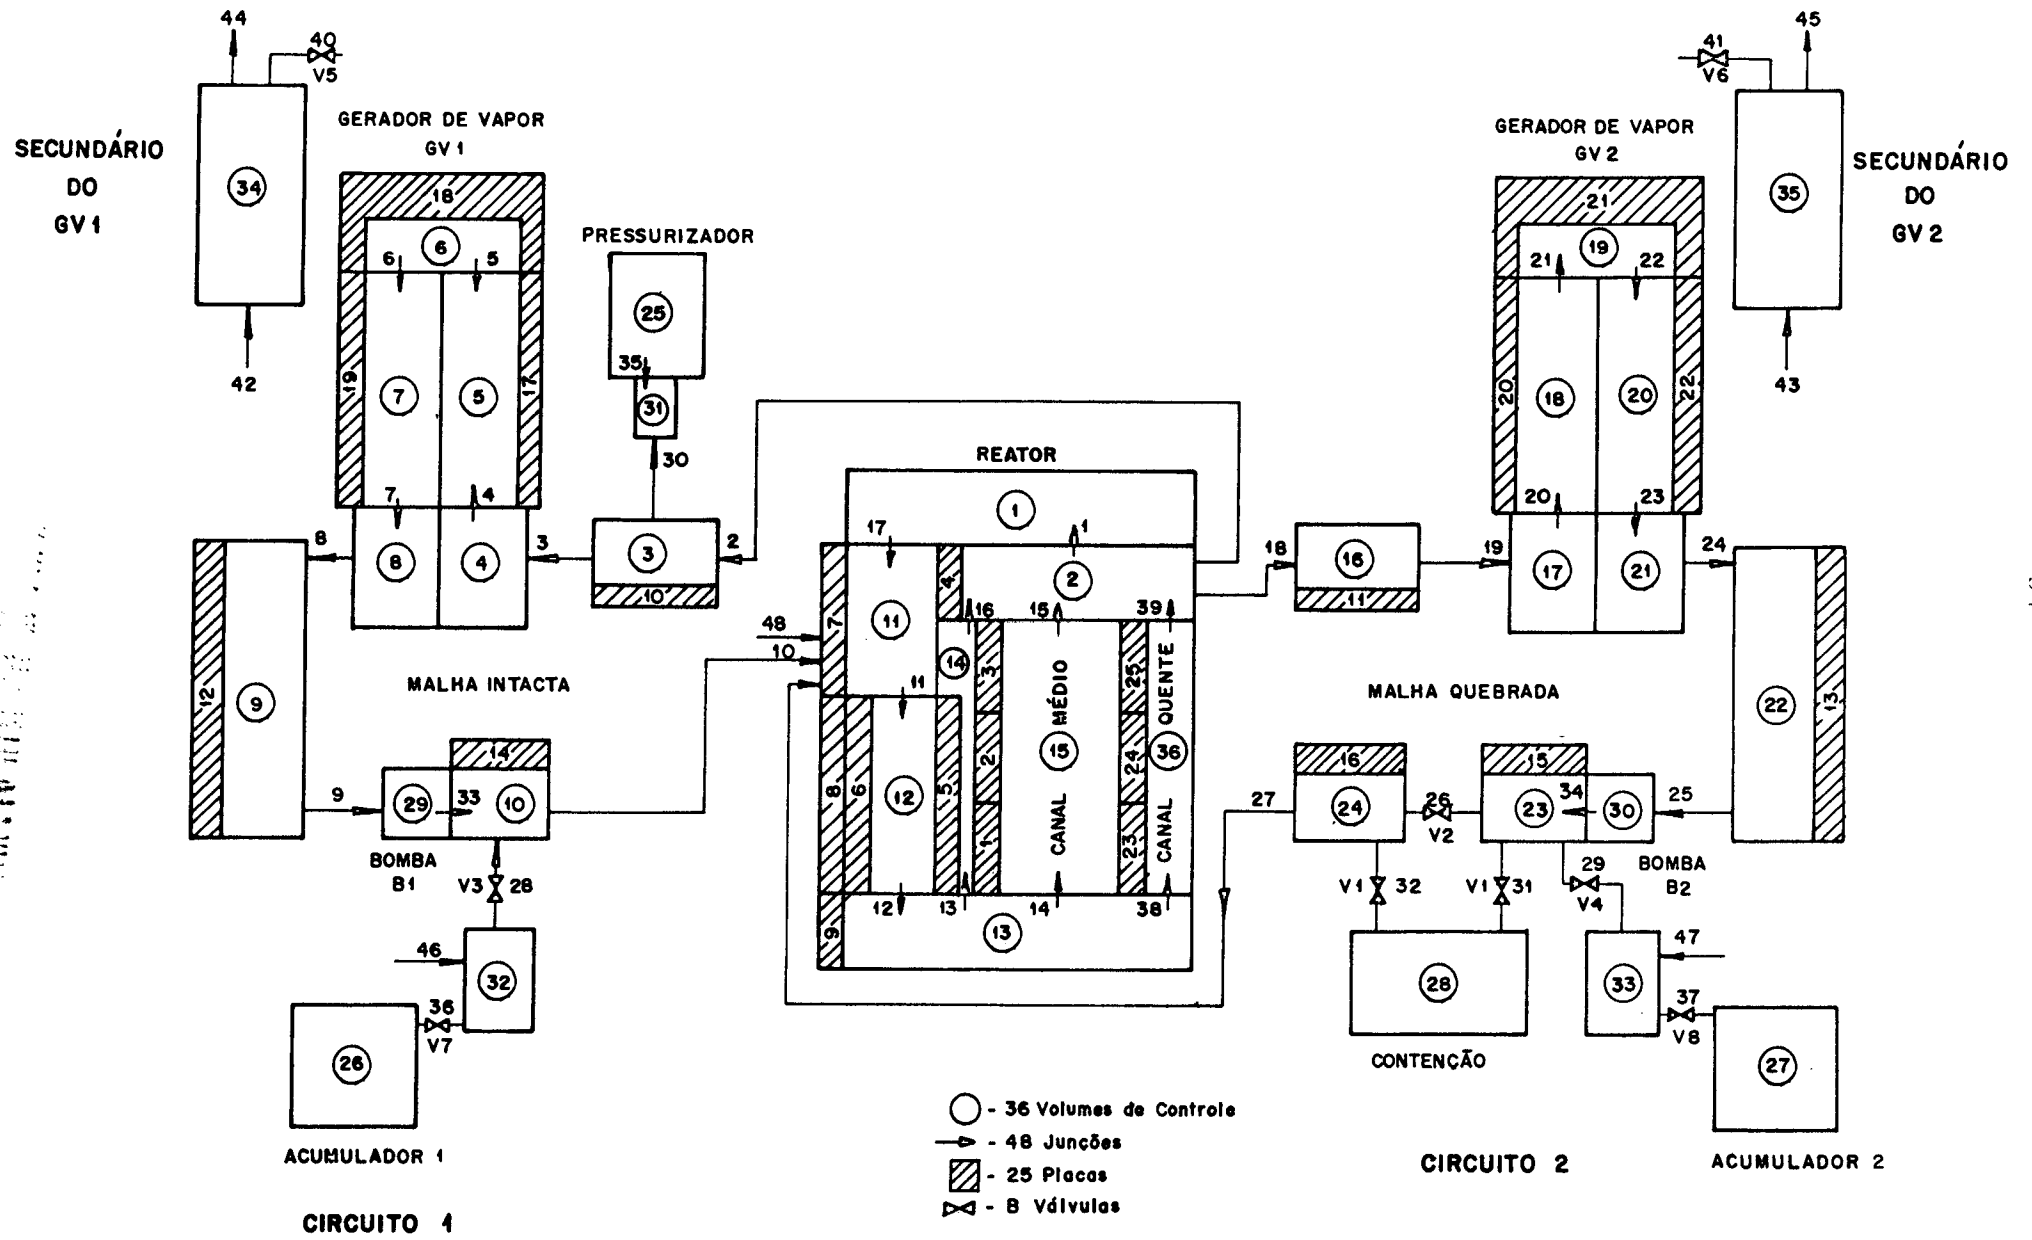 44
40
V5
SECUNDÁRIO
DO
GV 1
34
42
GERADOR DE VAPOR
GV 1
18
6
6
5
19
7
5
17
7
4
8
4
8
3
PRESSURIZADOR
25
35
31
30
3
10
2
12
9
9
MALHA INTACTA
14
29
33
10
BOMBA
B1
V3
28
46
32
36
V7
26
ACUMULADOR 1
CIRCUITO 1
REATOR
1
17
1
4
2
7
11
16
15
39
48
10
14
3
25
11
CANAL MÉDIO
CANAL QUENTE
15
36
2
24
8
6
12
5
1
23
12
13
14
38
9
13
18
16
11
19
GERADOR DE VAPOR
GV 2
21
19
21
22
20
18
20
22
20
23
17
21
24
41
V6
45
35
SECUNDÁRIO
DO
GV 2
43
22
13
MALHA QUEBRADA
16
15
27
24
26
V2
23
34
30
25
BOMBA
B2
V1
32
V1
31
29
V4
28
CONTENÇÃO
33
47
37
V8
27
ACUMULADOR 2
CIRCUITO 2
- 36 Volumes de Controle
- 48 Junções
- 25 Placas
- 8 Válvulas